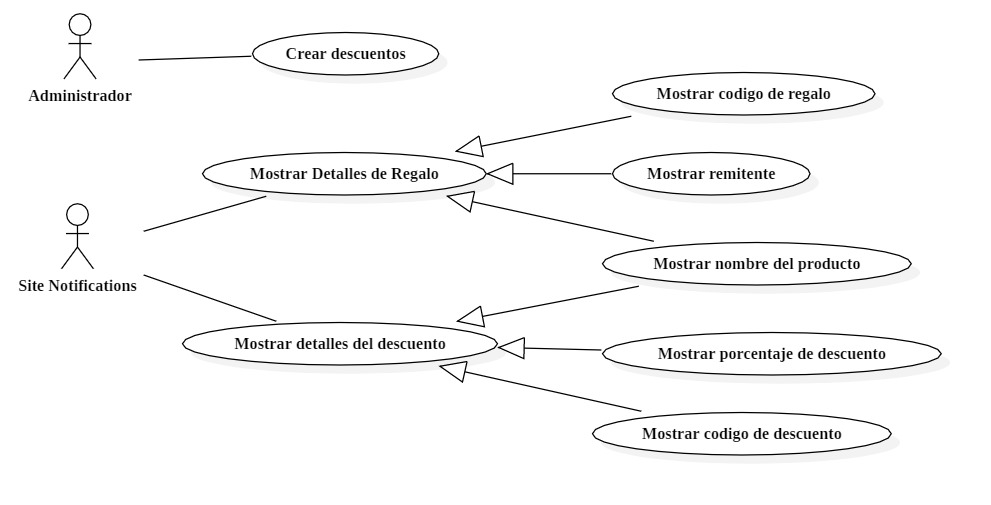 Crear descuentos
Administrador
Mostrar codigo de regalo
Mostrar Detalles de Regalo
Mostrar remitente
Site Notifications
Mostrar nombre del producto
Mostrar detalles del descuento
Mostrar porcentaje de descuento
Mostrar codigo de descuento